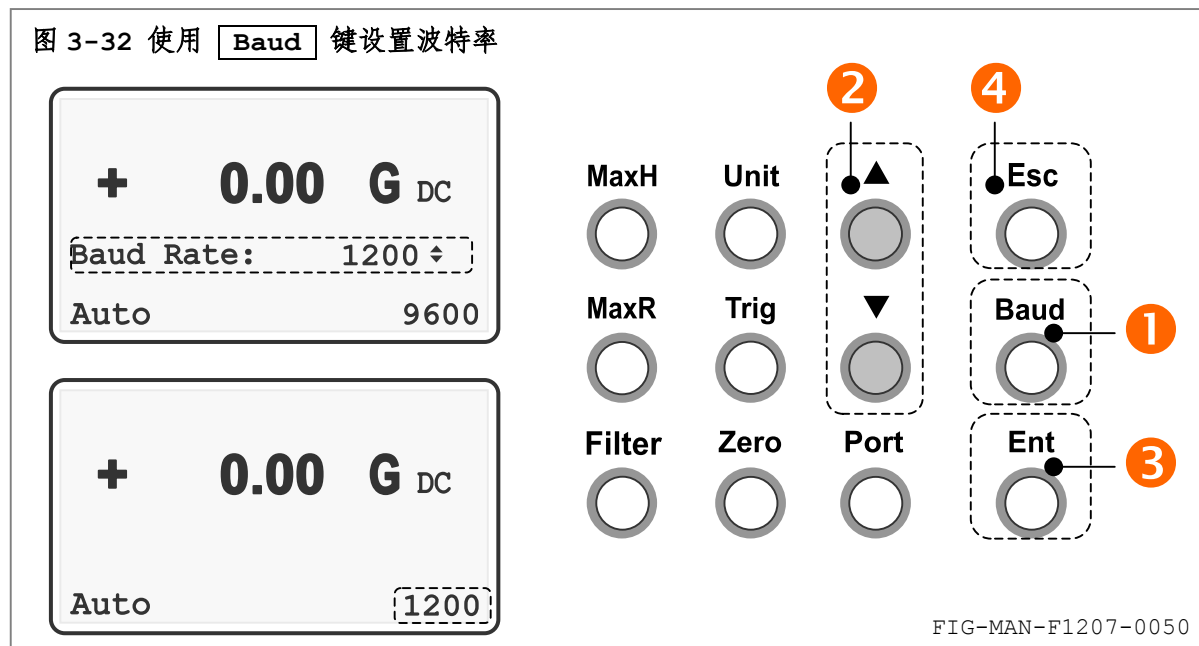 图 3-32 使用 Baud 键设置波特率
+ 0.00 G DC
Baud Rate: 1200
Auto 9600
+ 0.00 G DC
Auto 1200
2 4
MaxH Unit ▲ Esc
MaxR Trig ▼ Baud
1
Filter Zero Port Ent
3
FIG-MAN-F1207-0050